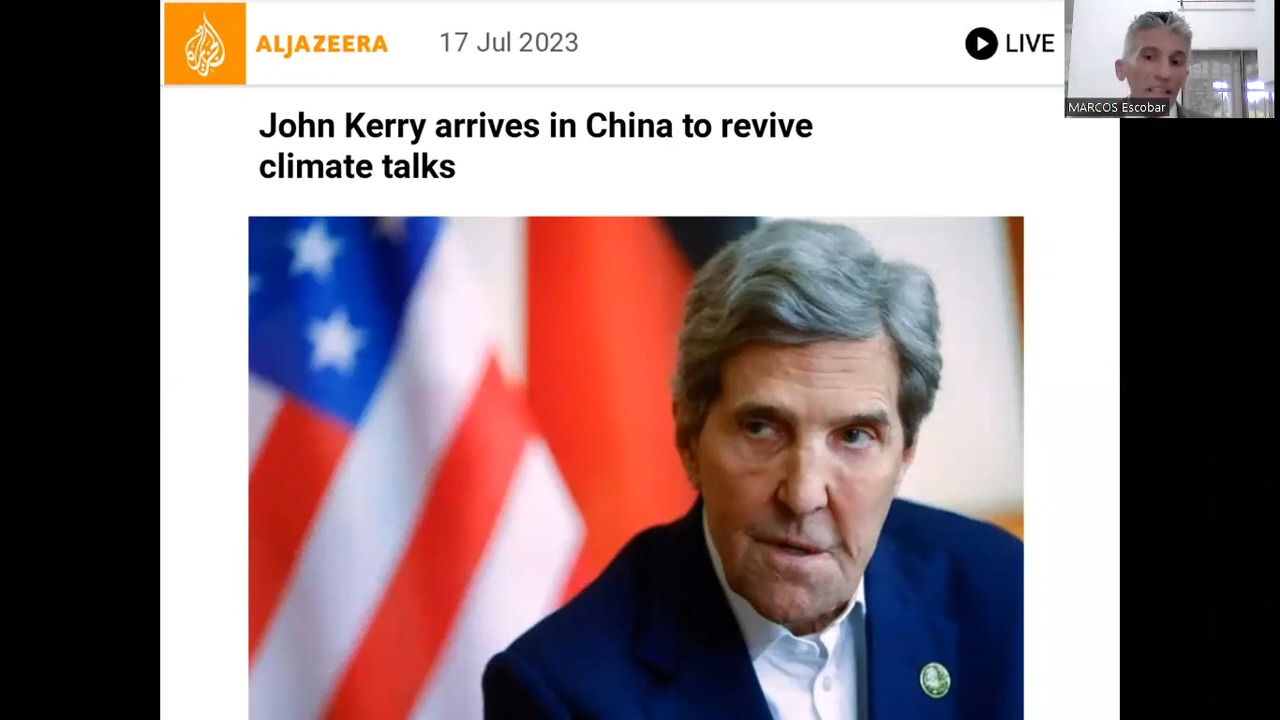 ALJAZEERA
17 Jul 2023
LIVE
MARCOS Escobar
John Kerry arrives in China to revive
climate talks